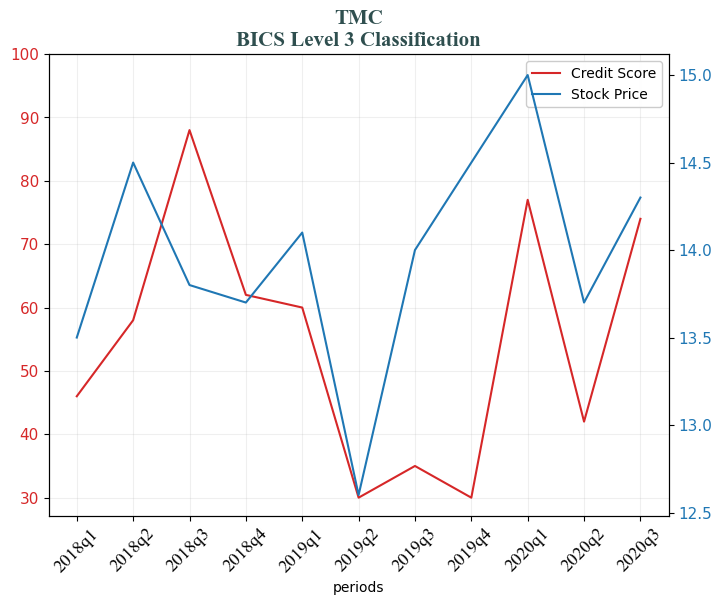 TMC
BICS Level 3 Classification
100
90
80
70
60
50
40
30
Credit Score
Stock Price
15.0
14.5
14.0
13.5
13.0
12.5
2018q1
2018q2
2018q3
2018q4
2019q1
2019q2
2019q3
2019q4
2020q1
2020q2
2020q3
periods